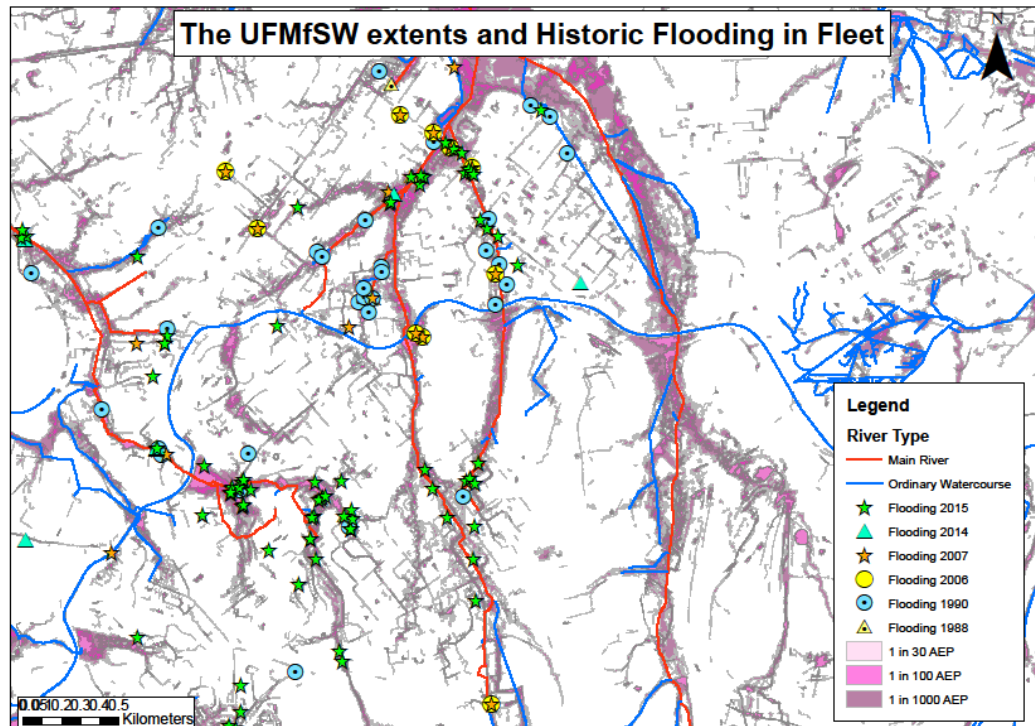 The UFMfSW extents and Historic Flooding in Fleet
N
Legend
River Type
Main River
Ordinary Watercourse
Flooding 2015
Flooding 2014
Flooding 2007
Flooding 2006
Flooding 1990
Flooding 1988
1 in 30 AEP
1 in 100 AEP
1 in 1000 AEP
Kilometers